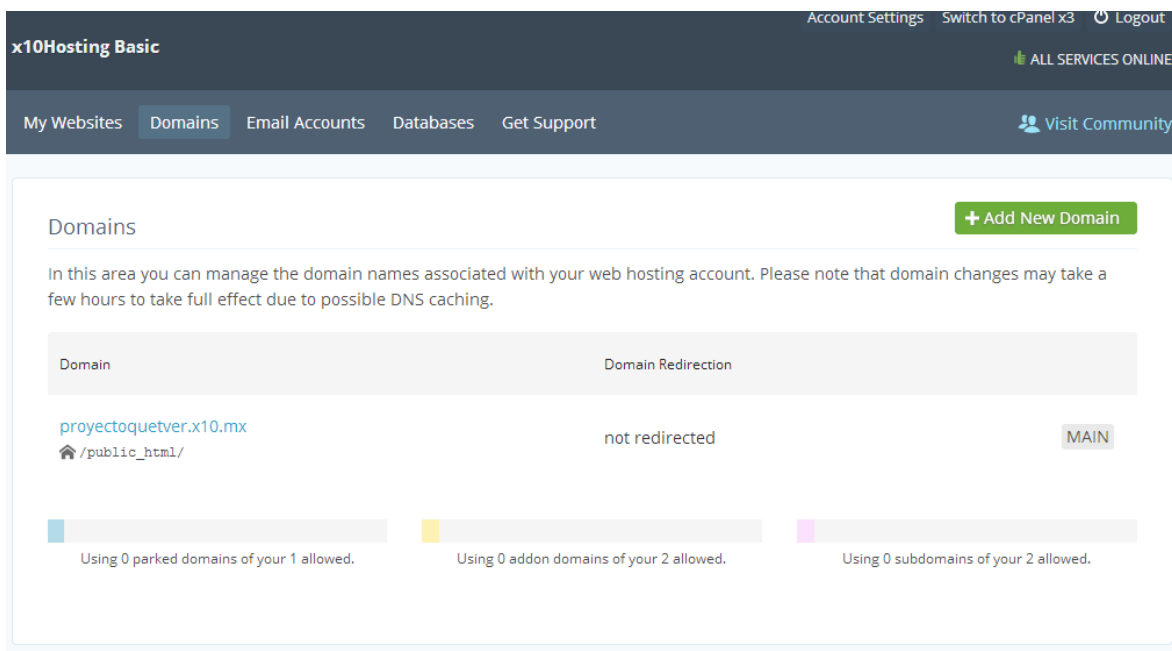 Account Settings Switch to cPanel x3 Logout
x10Hosting Basic
ALL SERVICES ONLINE
My Websites Domains Email Accounts Databases Get Support Visit Community
Domains
+ Add New Domain
In this area you can manage the domain names associated with your web hosting account. Please note that domain changes may take a
few hours to take full effect due to possible DNS caching.
Domain Domain Redirection
proyectoquetver.x10.mx
/public_html/
not redirected
MAIN
Using 0 parked domains of your 1 allowed. Using 0 addon domains of your 2 allowed. Using 0 subdomains of your 2 allowed.